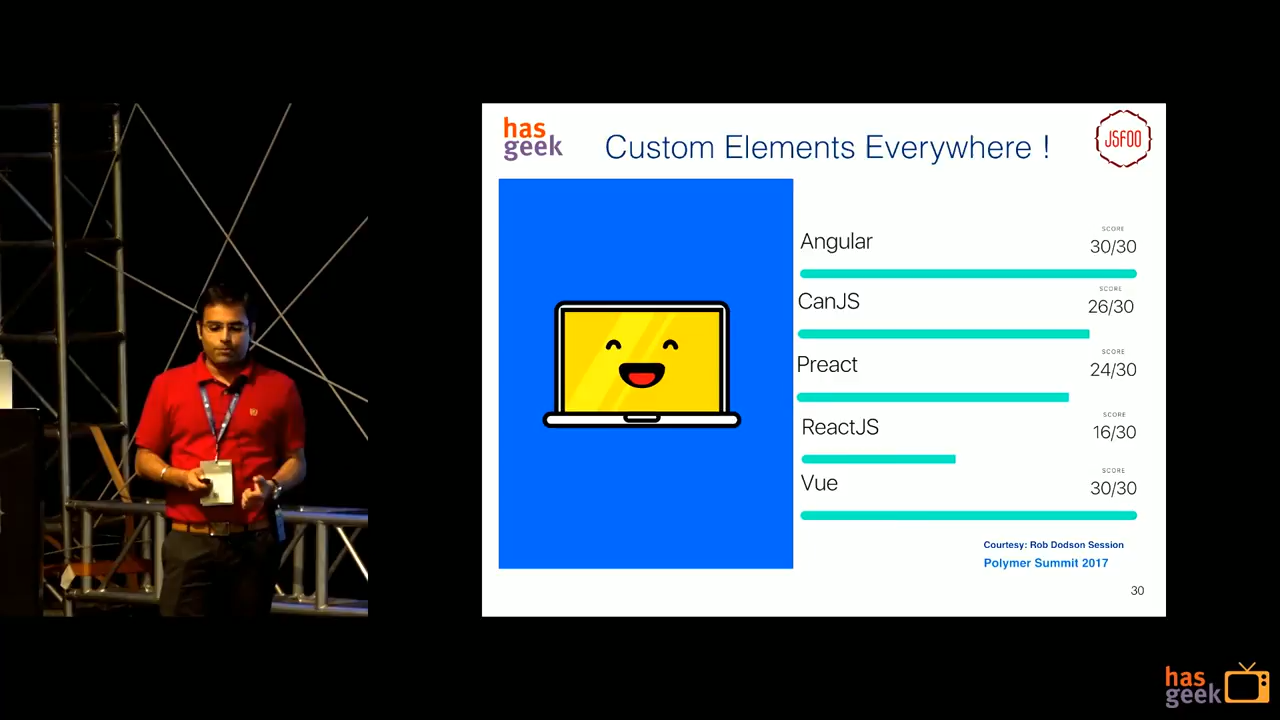 has
geek
Custom Elements Everywhere !
JSFOO
SCORE
Angular 30/30
SCORE
CanJS 26/30
SCORE
Preact 24/30
SCORE
ReactJS 16/30
SCORE
Vue 30/30
Courtesy: Rob Dodson Session
Polymer Summit 2017
30
has
geek